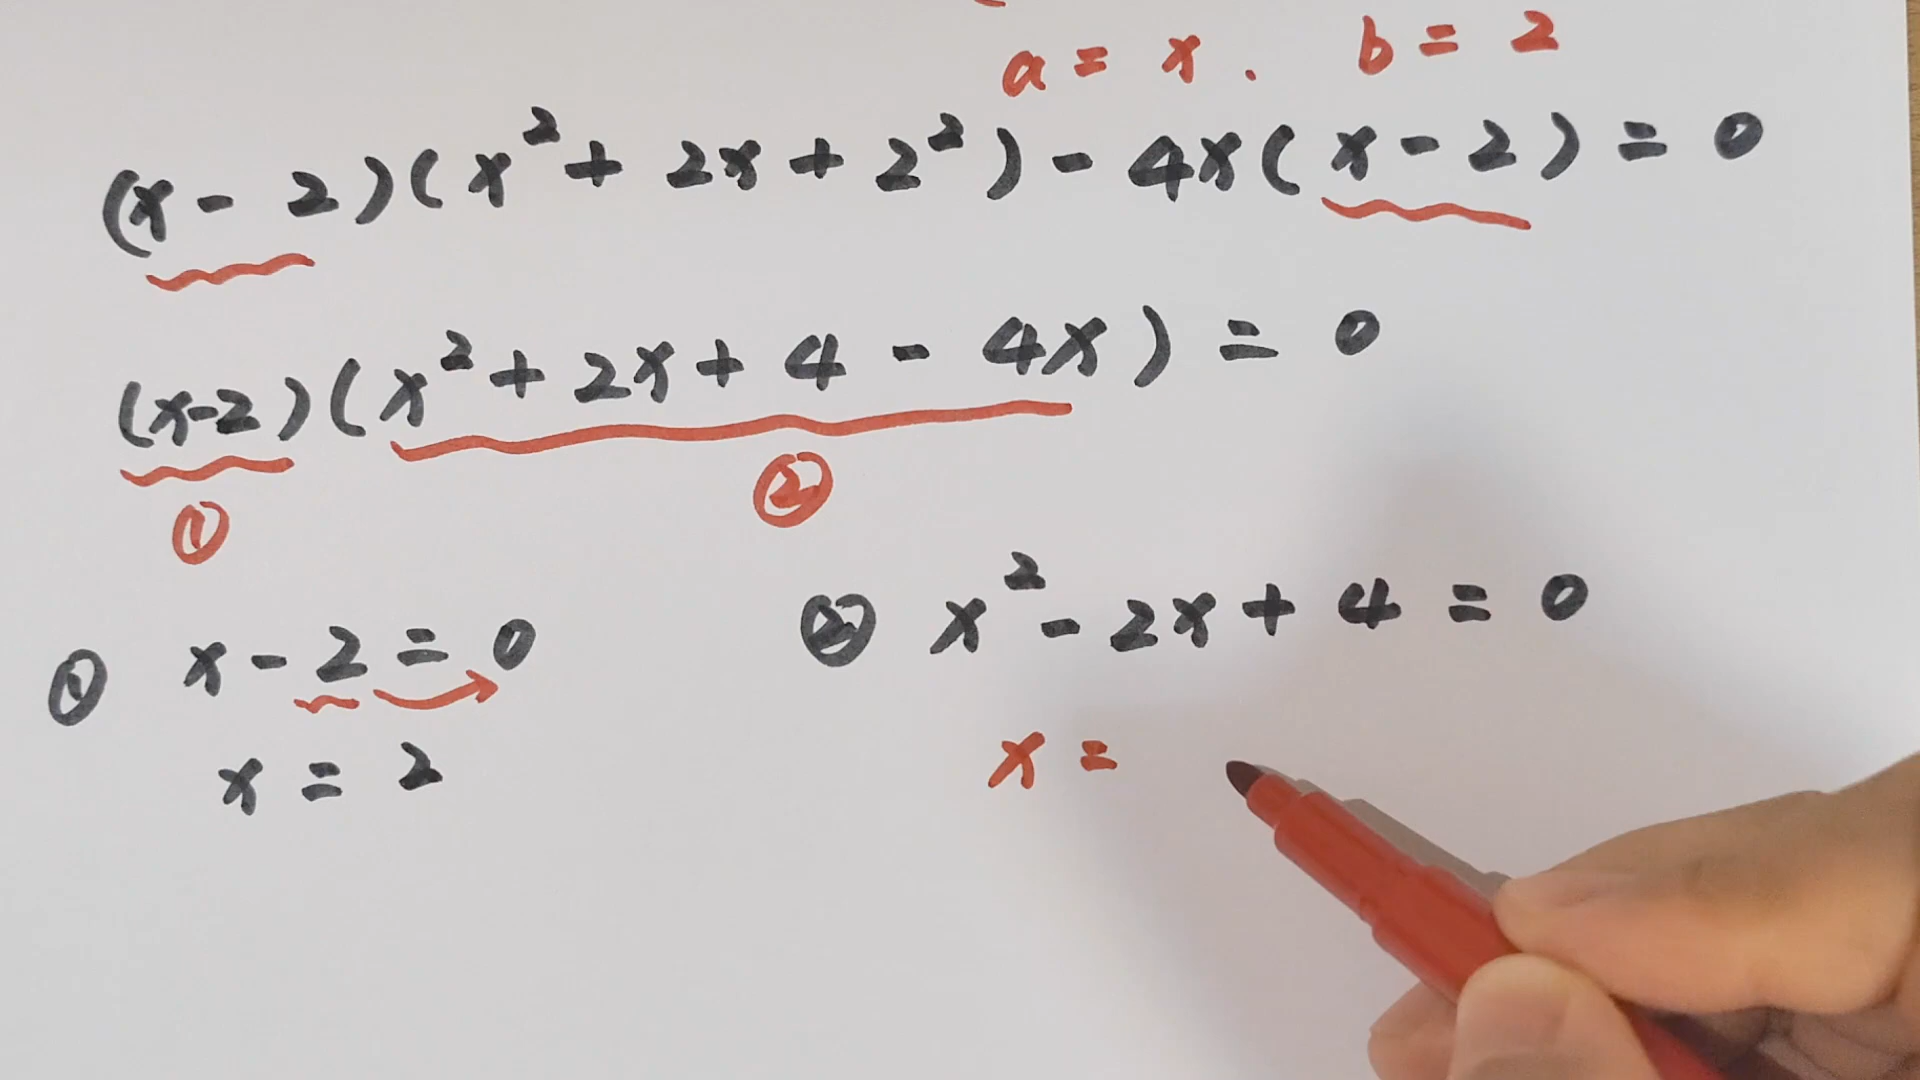 a = x . b = 2
(x - 2)(x² + 2x + 2²) - 4x(x - 2) = 0
(x-2)(x² + 2x + 4 - 4x) = 0
① ②
① x - 2 = 0 ② x² - 2x + 4 = 0
x = 2 x =